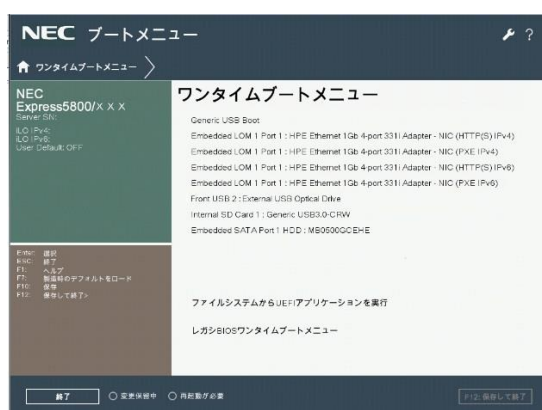 NEC ブートメニュー
?
ワンタイムブートメニュー
NEC
Express5800/×××
Server SN:
iLO IPv4:
iLO IPv6:
User Default: OFF
Enter: 選択
ESC: 終了
F1: ヘルプ
F7: 製造時のデフォルトをロード
F10: 保存
F12: 保存して終了>
ワンタイムブートメニュー
Generic USB Boot
Embedded LOM 1 Port 1 : HPE Ethernet 1Gb 4-port 331i Adapter - NIC (HTTP(S) IPv4)
Embedded LOM 1 Port 1 : HPE Ethernet 1Gb 4-port 331i Adapter - NIC (PXE IPv4)
Embedded LOM 1 Port 1 : HPE Ethernet 1Gb 4-port 331i Adapter - NIC (HTTP(S) IPv6)
Embedded LOM 1 Port 1 : HPE Ethernet 1Gb 4-port 331i Adapter - NIC (PXE IPv6)
Front USB 2 : External USB Optical Drive
Internal SD Card 1 : Generic USB3.0-CRW
Embedded SATA Port 1 HDD : MB0500GCEHE
ファイルシステムからUEFIアプリケーションを実行
レガシBIOSワンタイムブートメニュー
終了
変更保留中
再起動が必要
F12: 保存して終了